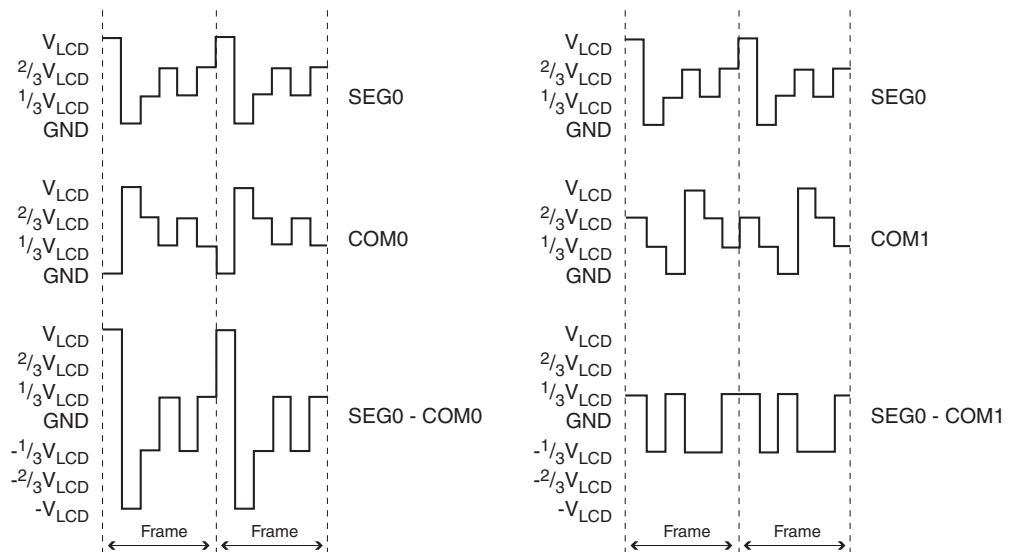 V_LCD
2/3V_LCD
1/3V_LCD
GND
SEG0
V_LCD
2/3V_LCD
1/3V_LCD
GND
COM0
V_LCD
2/3V_LCD
1/3V_LCD
GND
-1/3V_LCD
-2/3V_LCD
-V_LCD
SEG0 - COM0
Frame
Frame
V_LCD
2/3V_LCD
1/3V_LCD
GND
SEG0
V_LCD
2/3V_LCD
1/3V_LCD
GND
COM1
V_LCD
2/3V_LCD
1/3V_LCD
GND
-1/3V_LCD
-2/3V_LCD
-V_LCD
SEG0 - COM1
Frame
Frame